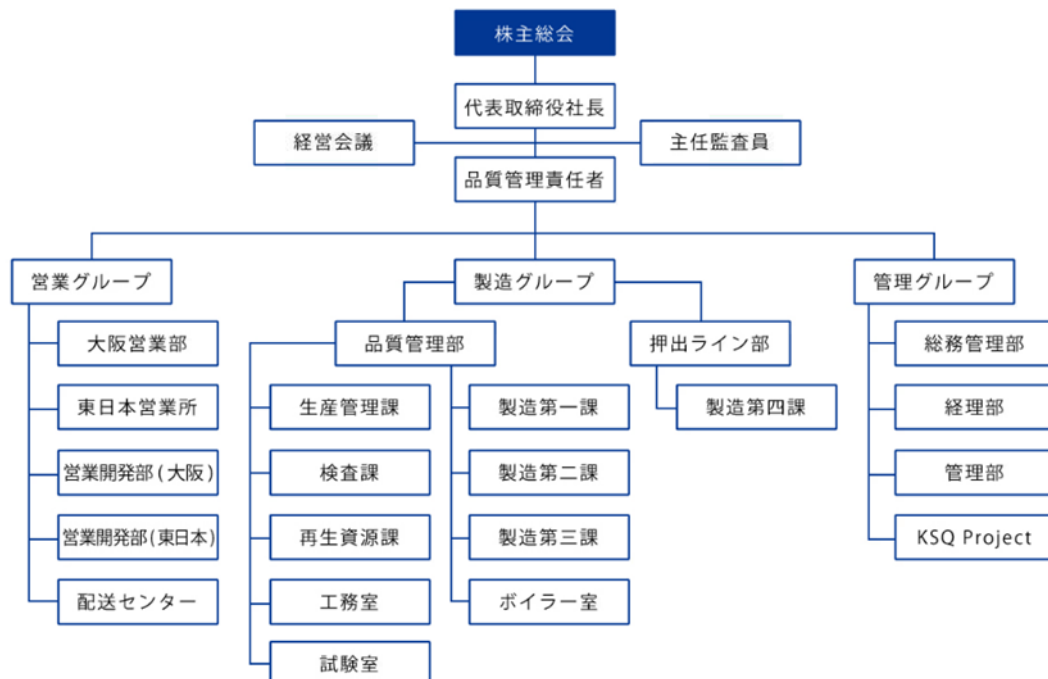 株主総会
代表取締役社長
経営会議
主任監査員
品質管理責任者
営業グループ
製造グループ
管理グループ
大阪営業部
品質管理部
押出ライン部
総務管理部
東日本営業所
生産管理課
製造第一課
製造第四課
経理部
営業開発部(大阪)
検査課
製造第二課
管理部
営業開発部(東日本)
再生資源課
製造第三課
KSQ Project
配送センター
工務室
ボイラー室
試験室